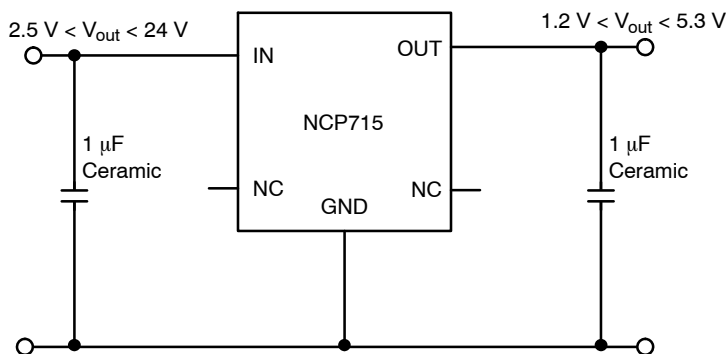 2.5 V < Vout < 24 V
1.2 V < Vout < 5.3 V
IN
OUT
NCP715
1 μF
Ceramic
1 μF
Ceramic
NC
NC
GND